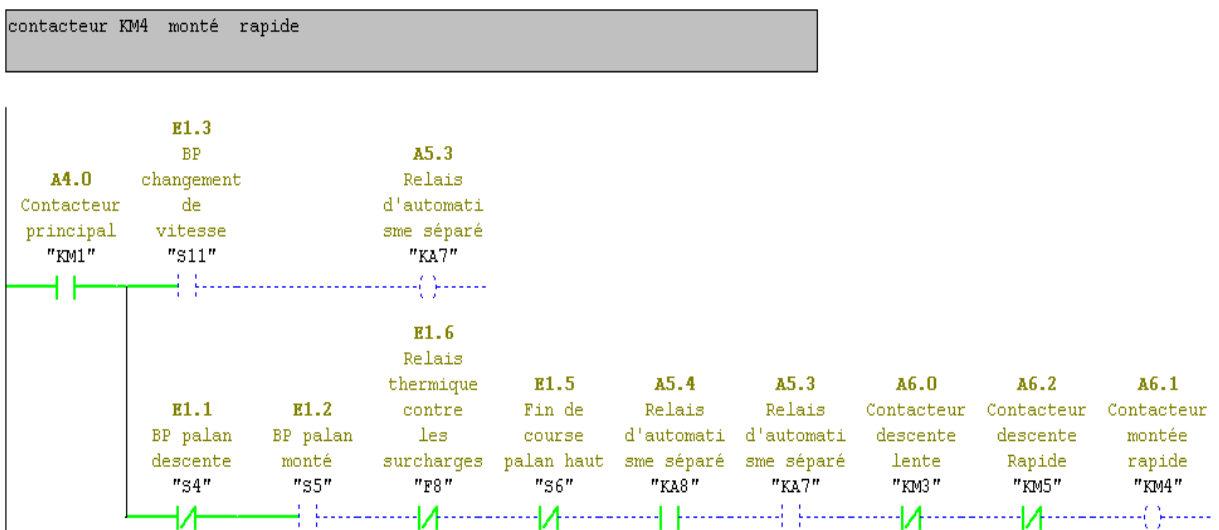 contacteur KM4 monté rapide
E1.3
BP
A5.3
A4.0
changement
Relais
Contacteur
de
d'automati
principal
vitesse
sme séparé
"KM1"
"S11"
"KA7"
E1.6
Relais
thermique
E1.5
A5.4
A5.3
A6.0
A6.2
A6.1
E1.1
E1.2
contre
Fin de
Relais
Relais
Contacteur
Contacteur
Contacteur
BP palan
BP palan
les
course
d'automati
d'automati
descente
descente
montée
descente
monté
surcharges
palan haut
sme séparé
sme séparé
lente
Rapide
rapide
"S4"
"S5"
"F8"
"S6"
"KA8"
"KA7"
"KM3"
"KM5"
"KM4"